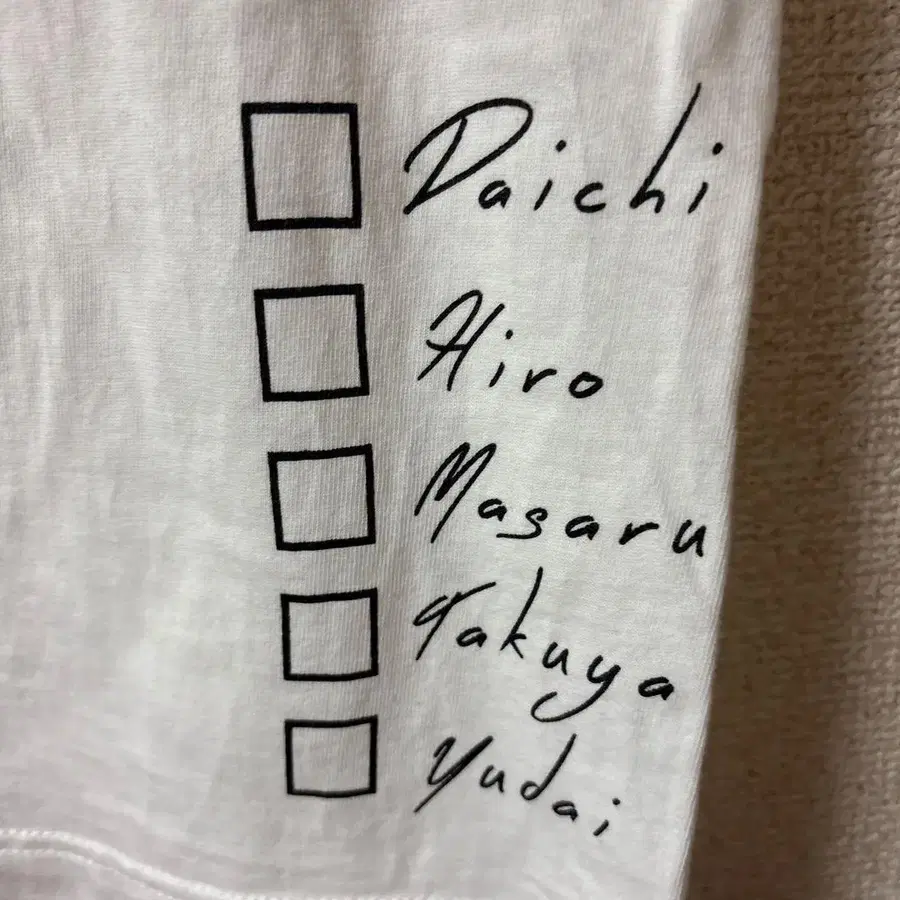 Daichi
Hiro
Masaru
Takuya
Yudai